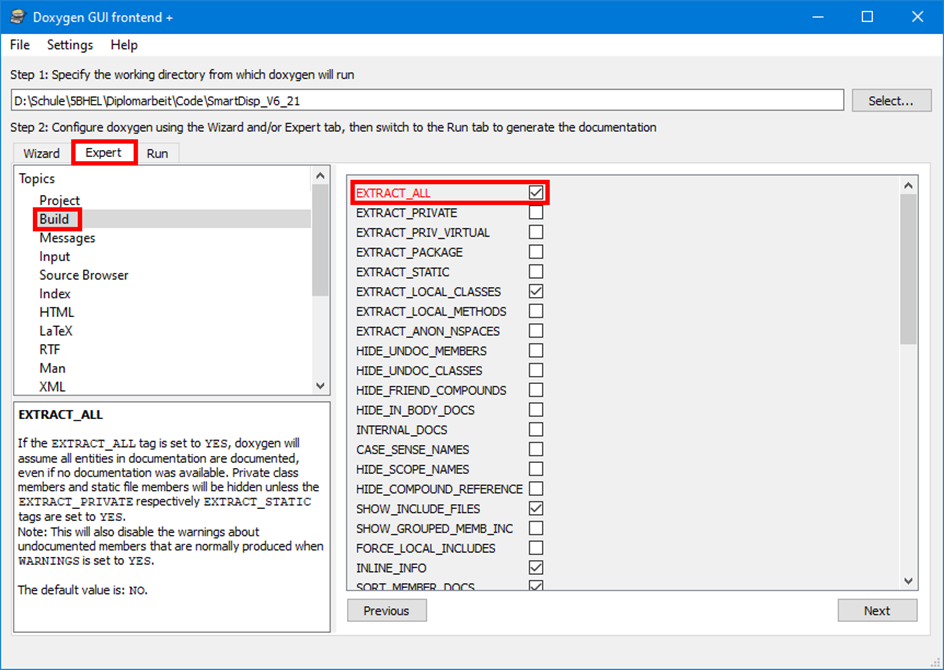 Doxygen GUI frontend +
File Settings Help
Step 1: Specify the working directory from which doxygen will run
D:\Schule\5BHEL\Diplomarbeit\Code\SmartDisp_V6_21
Select...
Step 2: Configure doxygen using the Wizard and/or Expert tab, then switch to the Run tab to generate the documentation
Wizard Expert Run
Topics
Project
Build
Messages
Input
Source Browser
Index
HTML
LaTeX
RTF
Man
XML
EXTRACT_ALL
If the EXTRACT_ALL tag is set to YES, doxygen will
assume all entities in documentation are documented,
even if no documentation was available. Private class
members and static file members will be hidden unless the
EXTRACT_PRIVATE respectively EXTRACT_STATIC
tags are set to YES.
Note: This will also disable the warnings about
undocumented members that are normally produced when
WARNINGS is set to YES.
The default value is: NO.
EXTRACT_ALL
EXTRACT_PRIVATE
EXTRACT_PRIV_VIRTUAL
EXTRACT_PACKAGE
EXTRACT_STATIC
EXTRACT_LOCAL_CLASSES
EXTRACT_LOCAL_METHODS
EXTRACT_ANON_NSPACES
HIDE_UNDOC_MEMBERS
HIDE_UNDOC_CLASSES
HIDE_FRIEND_COMPOUNDS
HIDE_IN_BODY_DOCS
INTERNAL_DOCS
CASE_SENSE_NAMES
HIDE_SCOPE_NAMES
HIDE_COMPOUND_REFERENCE
SHOW_INCLUDE_FILES
SHOW_GROUPED_MEMB_INC
FORCE_LOCAL_INCLUDES
INLINE_INFO
SORT_MEMBER_DOCS
Previous
Next